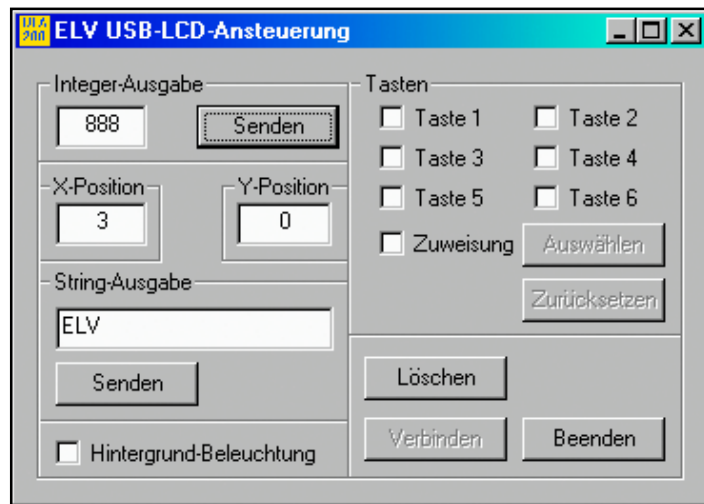 ELV USB-LCD-Ansteuerung
Integer-Ausgabe
888
Senden
X-Position
3
Y-Position
0
String-Ausgabe
ELV
Senden
Hintergrund-Beleuchtung
Tasten
Taste 1
Taste 2
Taste 3
Taste 4
Taste 5
Taste 6
Zuweisung
Auswählen
Zurücksetzen
Löschen
Verbinden
Beenden